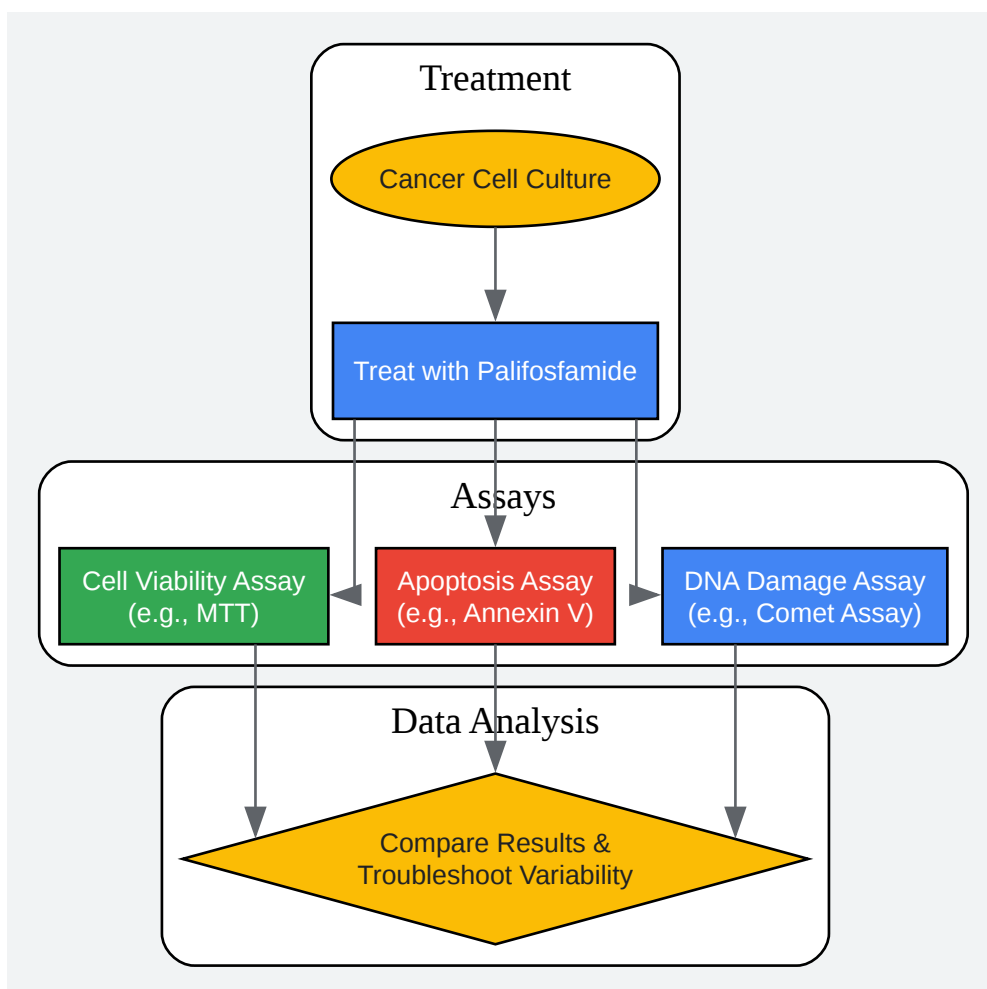 Treatment
Cancer Cell Culture
Treat with Palifosfamide
Assays
Cell Viability Assay
(e.g., MTT)
Apoptosis Assay
(e.g., Annexin V)
DNA Damage Assay
(e.g., Comet Assay)
Data Analysis
Compare Results &
Troubleshoot Variability